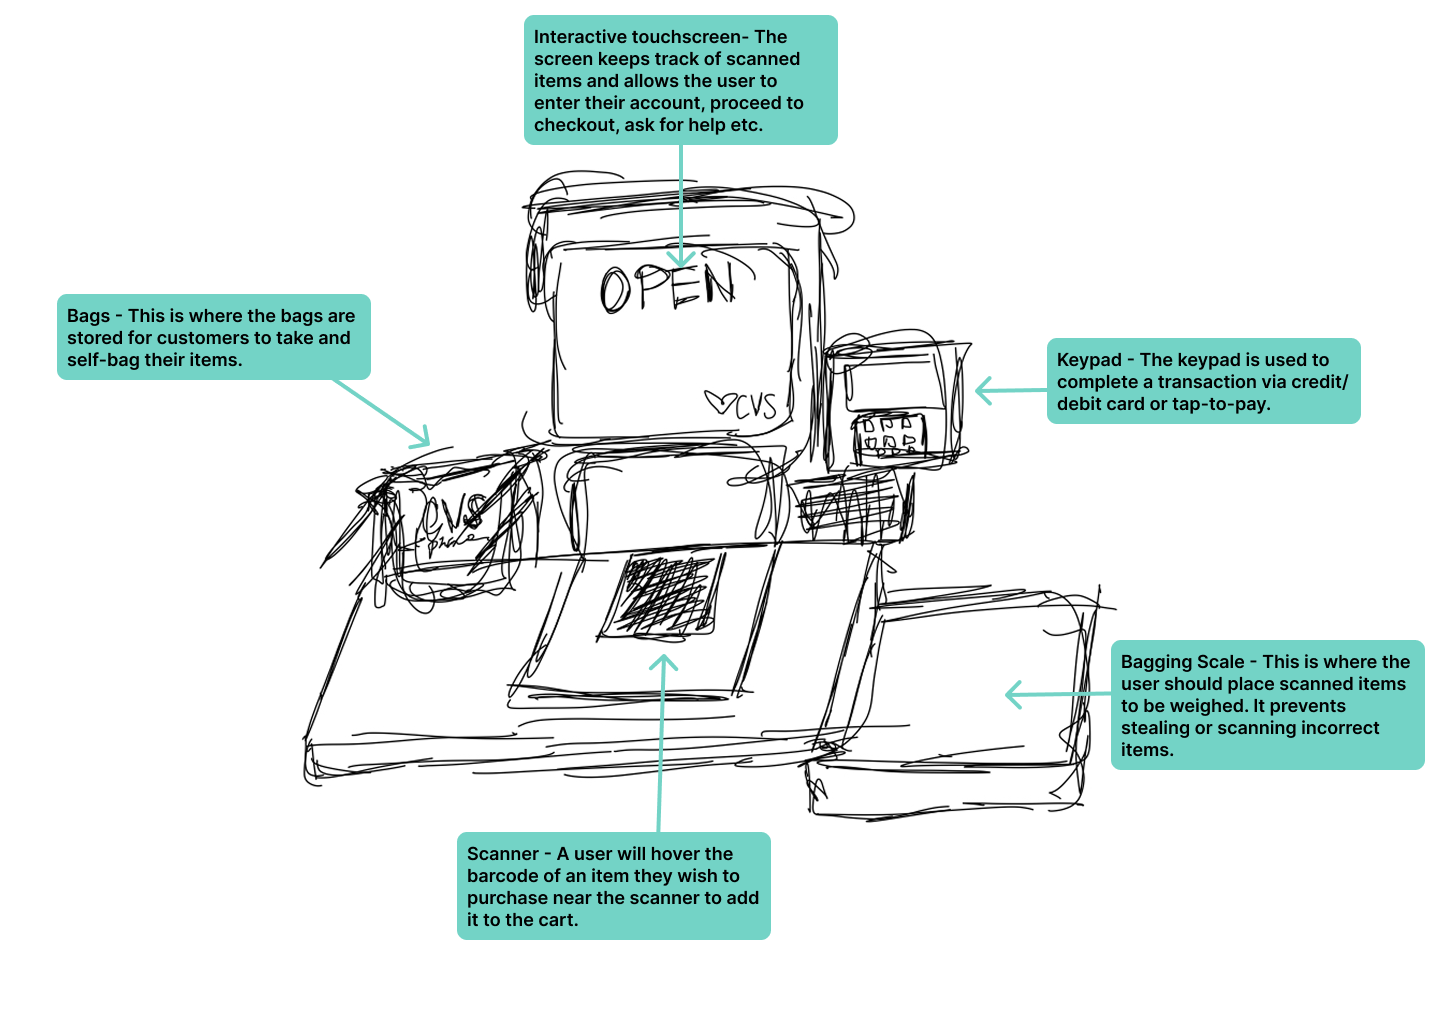 Interactive touchscreen- The
screen keeps track of scanned
items and allows the user to
enter their account, proceed to
checkout, ask for help etc.
OPEN
CVS
Bags - This is where the bags are
stored for customers to take and
self-bag their items.
Keypad - The keypad is used to
complete a transaction via credit/
debit card or tap-to-pay.
CVS
Bagging Scale - This is where the
user should place scanned items
to be weighed. It prevents
stealing or scanning incorrect
items.
Scanner - A user will hover the
barcode of an item they wish to
purchase near the scanner to add
it to the cart.